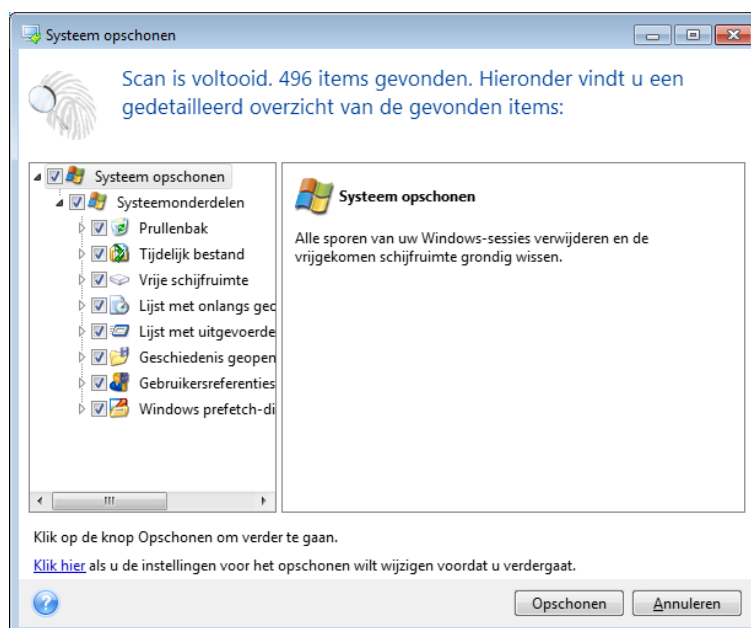 Systeem opschonen
Scan is voltooid. 496 items gevonden. Hieronder vindt u een
gedetailleerd overzicht van de gevonden items:
Systeem opschonen
Systeemonderdelen
Prullenbak
Tijdelijk bestand
Vrije schijfruimte
Lijst met onlangs geo
Lijst met uitgevoerde
Geschiedenis geopen
Gebruikersreferenties
Windows prefetch-di
Systeem opschonen
Alle sporen van uw Windows-sessies verwijderen en de
vrijgekomen schijfruimte grondig wissen.
Klik op de knop Opschonen om verder te gaan.
Klik hier als u de instellingen voor het opschonen wilt wijzigen voordat u verdergaat.
Opschonen
Annuleren